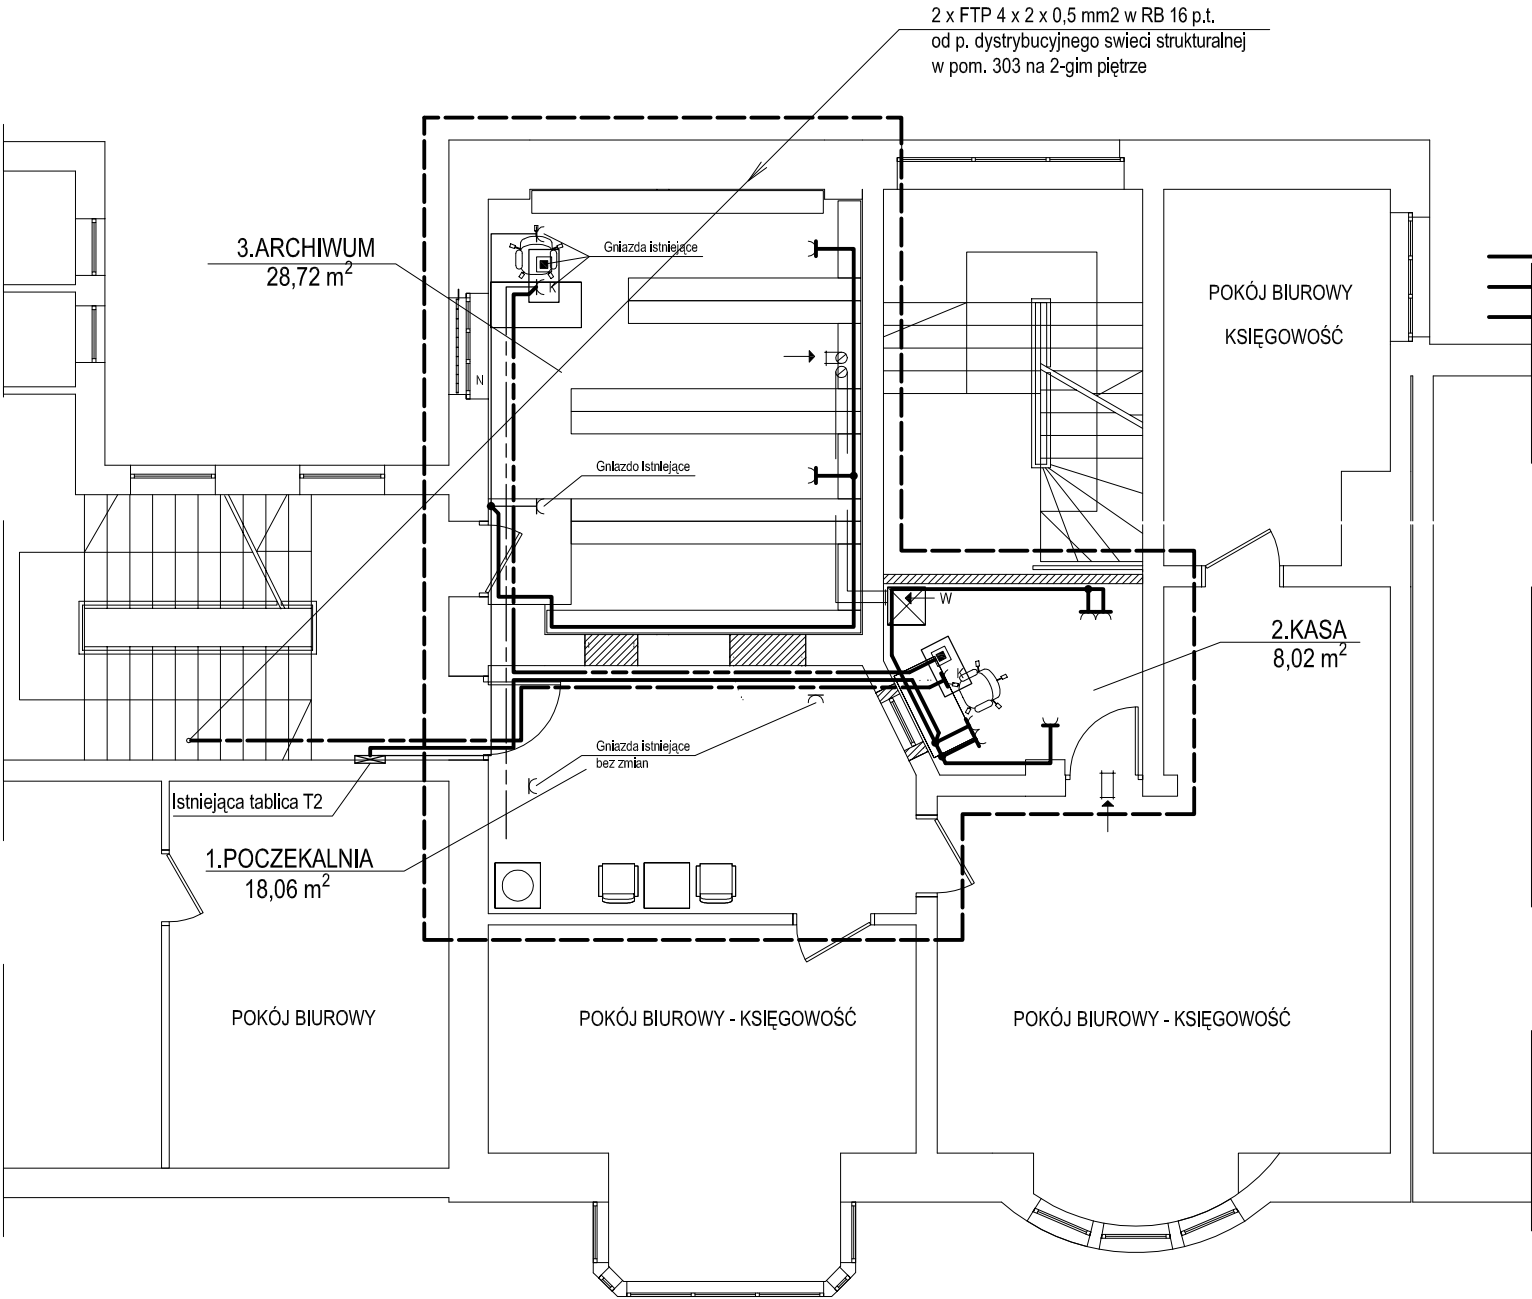 2 x FTP 4 x 2 x 0,5 mm2 w RB 16 p.t.
od p. dystrybucyjnego swieci strukturalnej
w pom. 303 na 2-gim piętrze
3.ARCHIWUM
28,72 m²
Gniazda istniejące
K
N
POKÓJ BIUROWY
KSIĘGOWOŚĆ
Gniazdo istniejące
W
2.KASA
8,02 m²
K
Gniazda istniejące
bez zmian
Istniejąca tablica T2
1.POCZEKALNIA
18,06 m²
POKÓJ BIUROWY
POKÓJ BIUROWY - KSIĘGOWOŚĆ
POKÓJ BIUROWY - KSIĘGOWOŚĆ